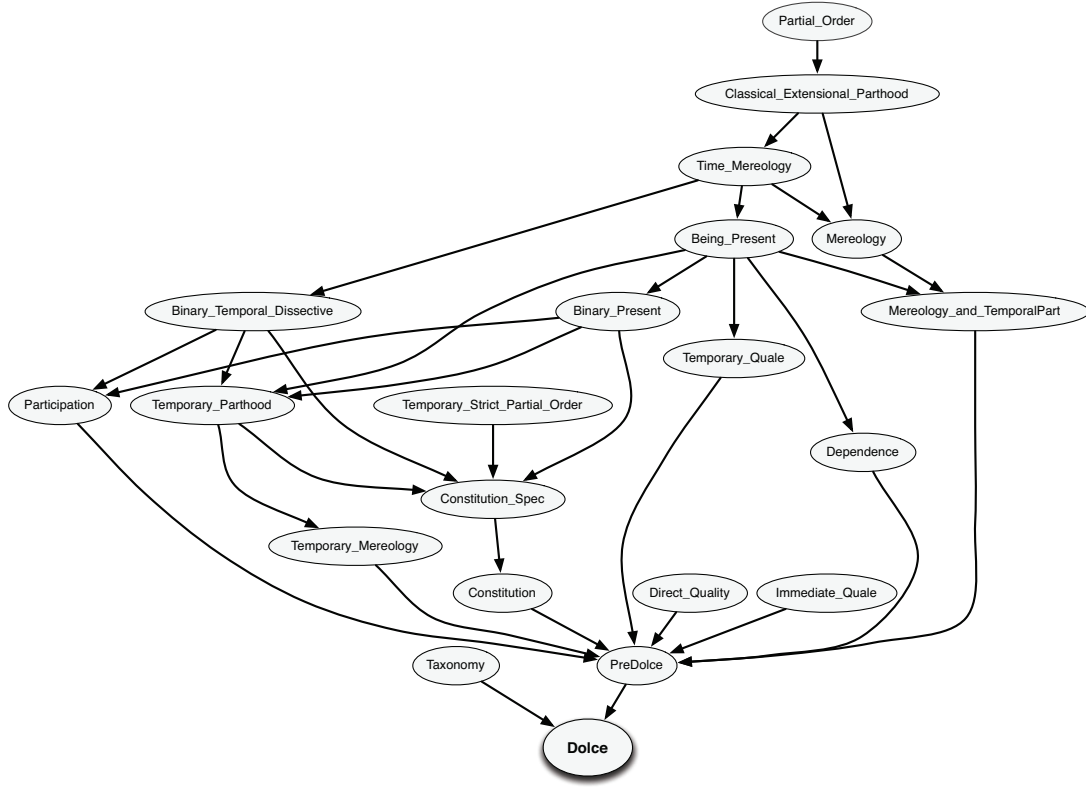 Partial_Order
Classical_Extensional_Parthood
Time_Mereology
Being_Present
Mereology
Binary_Temporal_Dissective
Binary_Present
Mereology_and_TemporalPart
Temporary_Quale
Participation
Temporary_Parthood
Temporary_Strict_Partial_Order
Dependence
Constitution_Spec
Temporary_Mereology
Constitution
Direct_Quality
Immediate_Quale
Taxonomy
PreDolce
Dolce